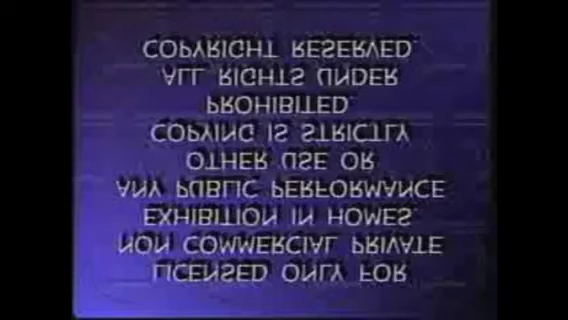 LICENSED ONLY FOR
NON COMMERCIAL PRIVATE
EXHIBITION IN HOMES.
ANY PUBLIC PERFORMANCE
OTHER USE OR
COPYING IS STRICTLY
PROHIBITED.
ALL RIGHTS UNDER
COPYRIGHT RESERVED.